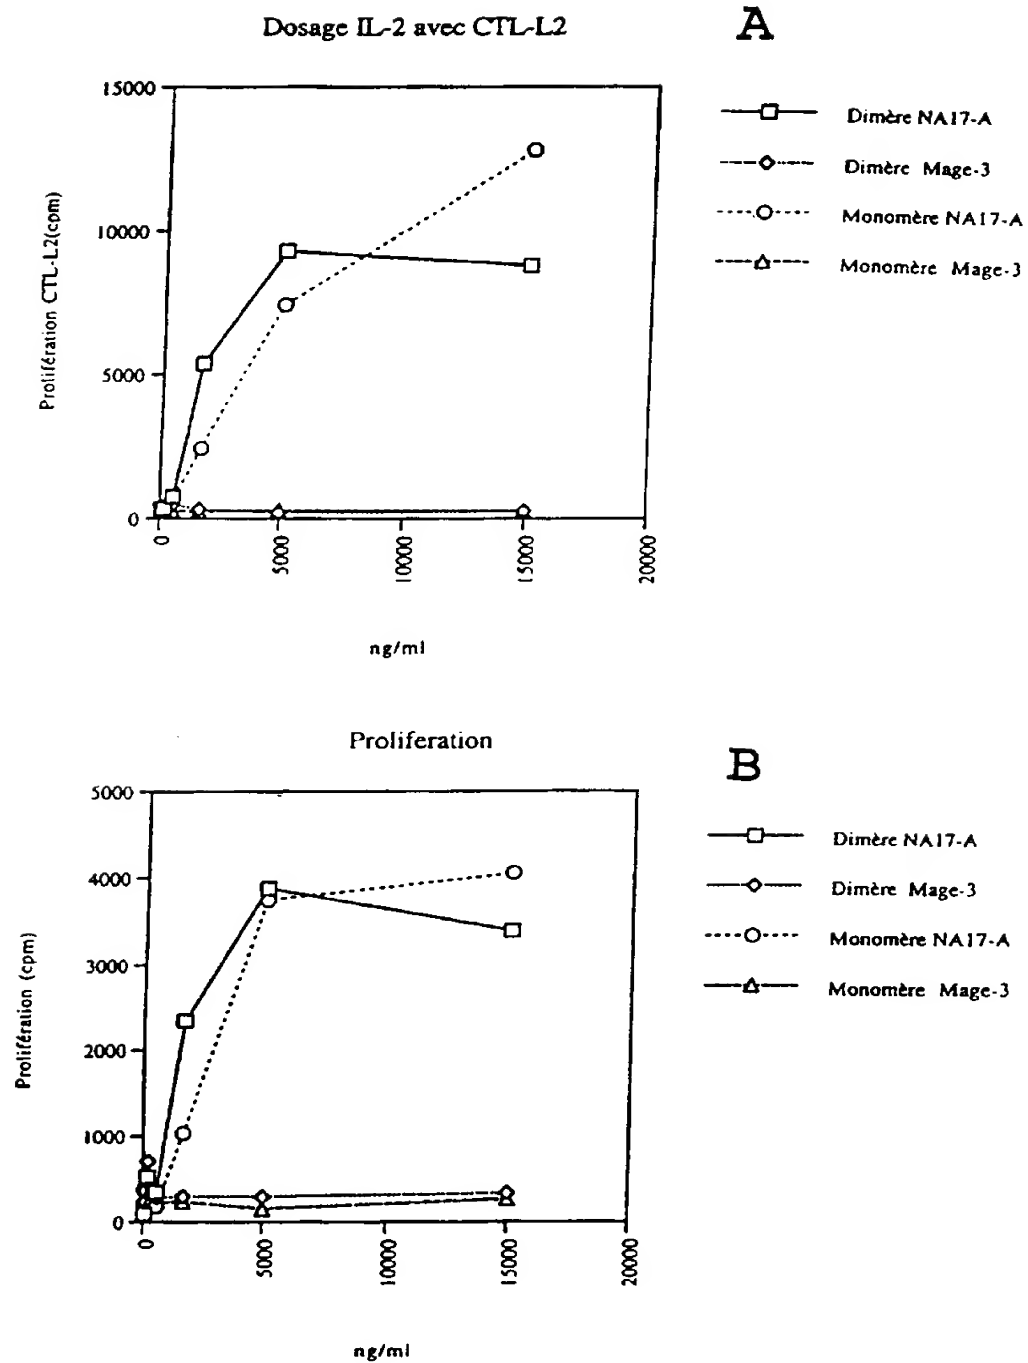 Dosage IL-2 avec CTL-L2
A
15000
10000
5000
0
Prolifération CTL-L2(cpm)
0
5000
10000
15000
20000
ng/ml
Dimère NA17-A
Dimère Mage-3
Monomère NA17-A
Monomère Mage-3
Proliferation
B
5000
4000
3000
2000
1000
0
Prolifération (cpm)
0
5000
10000
15000
20000
ng/ml
Dimère NA17-A
Dimère Mage-3
Monomère NA17-A
Monomère Mage-3